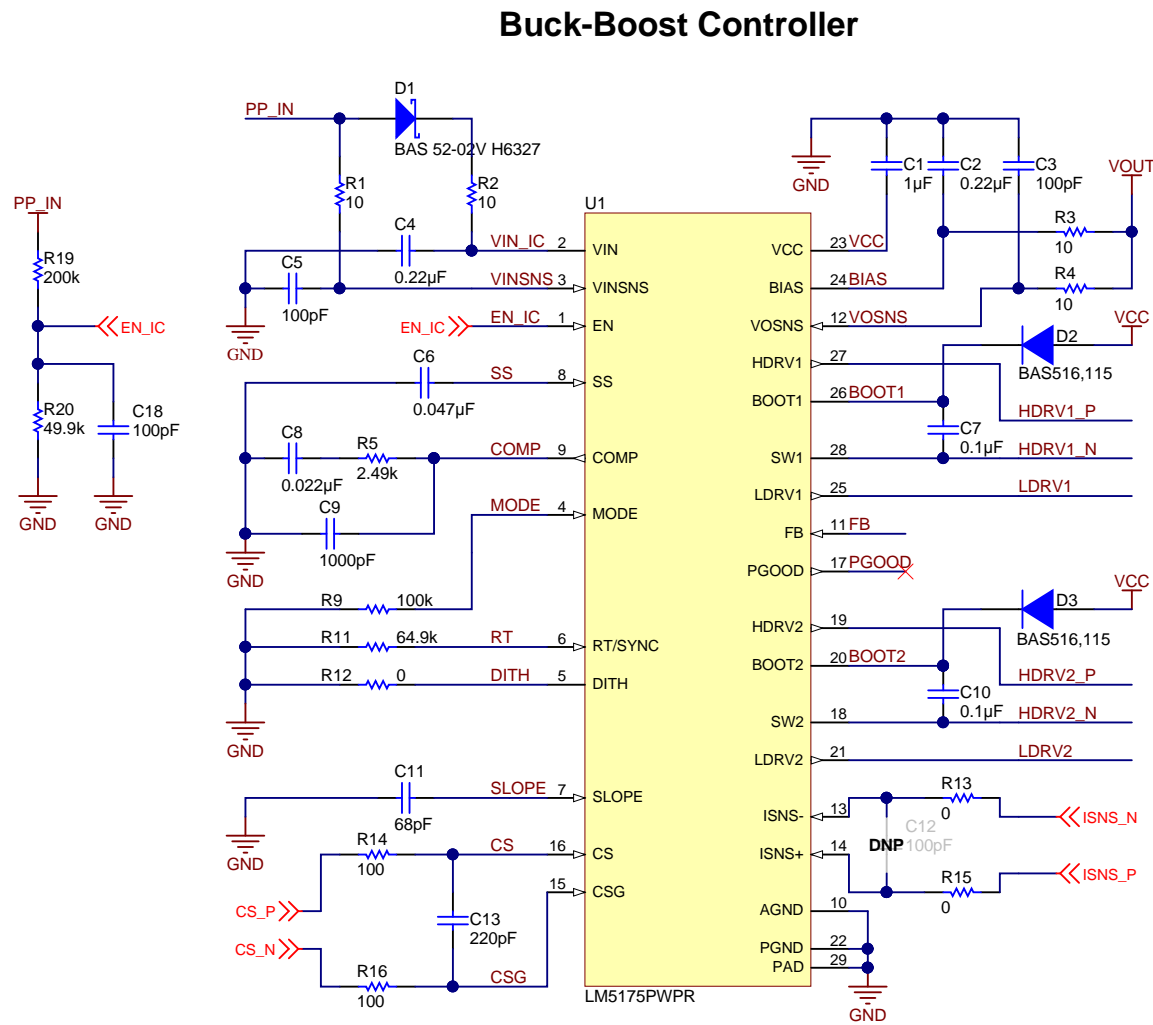 Buck-Boost Controller
PP_IN
D1
BAS 52-02V H6327
R1
10
R2
10
C4
0.22µF
C5
100pF
GND
VIN_IC 2 VIN
VINSNS 3 VINSNS
EN_IC
EN_IC 1 EN
PP_IN
R19
200k
EN_IC
R20
49.9k
C18
100pF
GND
GND
C6
0.047µF
SS 8 SS
C8
0.022µF
R5
2.49k
COMP 9 COMP
C9
1000pF
GND
MODE 4 MODE
R9 100k
R11 64.9k RT 6 RT/SYNC
R12 0 DITH 5 DITH
GND
C11
68pF
SLOPE 7 SLOPE
GND
R14
100
CS 16 CS
15 CSG
CS_P
CS_N
C13
220pF
R16
100
CSG
U1
LM5175PWPR
GND
C1
1µF
C2
0.22µF
C3
100pF
VOUT
R3
10
R4
10
VCC 23 VCC
BIAS 24 BIAS
VOSNS 12 VOSNS
VCC
D2
BAS516,115
HDRV1 27
HDRV1_P
BOOT1 26 BOOT1
C7
0.1µF
SW1 28
HDRV1_N
LDRV1 25
LDRV1
FB 11 FB
PGOOD 17 PGOOD
VCC
D3
BAS516,115
HDRV2 19
HDRV2_P
BOOT2 20 BOOT2
C10
0.1µF
SW2 18
HDRV2_N
LDRV2 21
LDRV2
ISNS- 13
R13
0
ISNS_N
C12
100pF
DNP
ISNS+ 14
R15
0
ISNS_P
AGND 10
PGND 22
PAD 29
GND